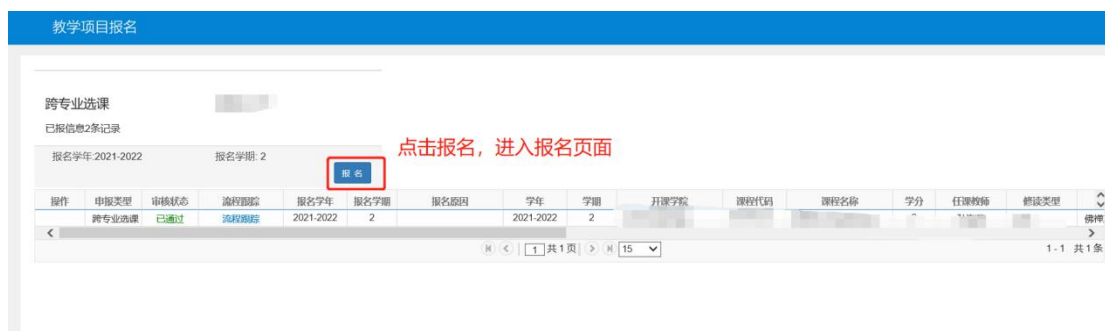 教学项目报名
跨专业选课
已报信息2条记录
点击报名，进入报名页面
报名学年:2021-2022 报名学期: 2
报 名
操作 申报类型 审核状态 流程跟踪 报名学年 报名学期 报名原因 学年 学期 开课学院 课程代码 课程名称 学分 任课教师 修读类型
跨专业选课 已通过 流程跟踪 2021-2022 2 2021-2022 2
1 共 1 页 15 1 - 1 共 1 条